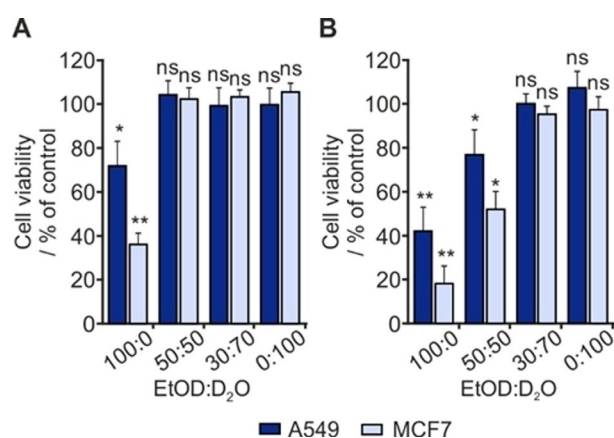 A
Cell viability
/ % of control
120
100
80
60
40
20
0
*
**
ns ns
ns ns
ns ns
100:0
50:50
30:70
0:100
EtOD:D₂O
B
Cell viability
/ % of control
120
100
80
60
40
20
0
**
**
*
*
ns ns
ns ns
100:0
50:50
30:70
0:100
EtOD:D₂O
A549 MCF7